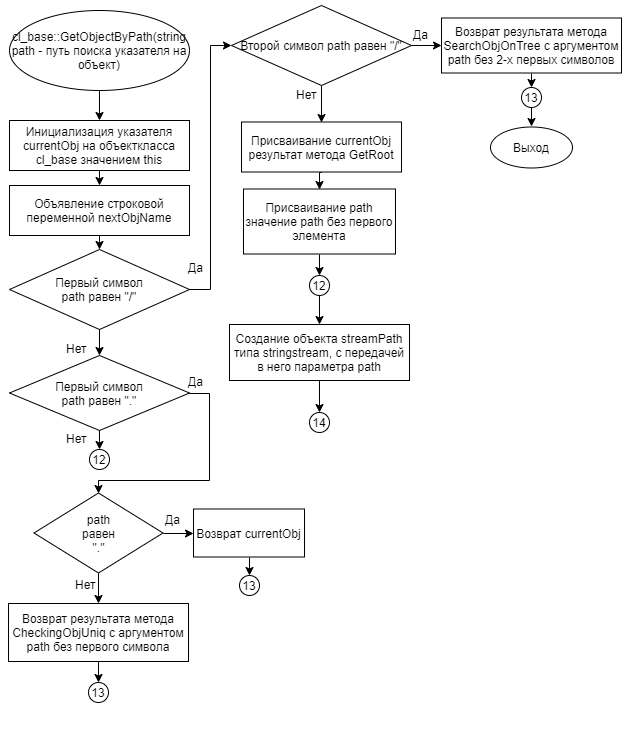 cl_base::GetObjectByPath(string
path - путь поиска указателя на
объект)
Инициализация указателя
currentObj на объекткласса
cl_base значением this
Объявление строковой
переменной nextObjName
Первый символ
path равен "/"
Да
Нет
Первый символ
path равен "."
Да
Нет
12
path
равен
"."
Да
Возврат currentObj
13
Нет
Возврат результата метода
CheckingObjUniq с аргументом
path без первого символа
13
Второй символ path равен "/"
Да
Нет
Присваивание currentObj
результат метода GetRoot
Присваивание path
значение path без первого
элемента
12
Создание объекта streamPath
типа stringstream, с передачей
в него параметра path
14
Возврат результата метода
SearchObjOnTree с аргументом
path без 2-х первых символов
13
Выход